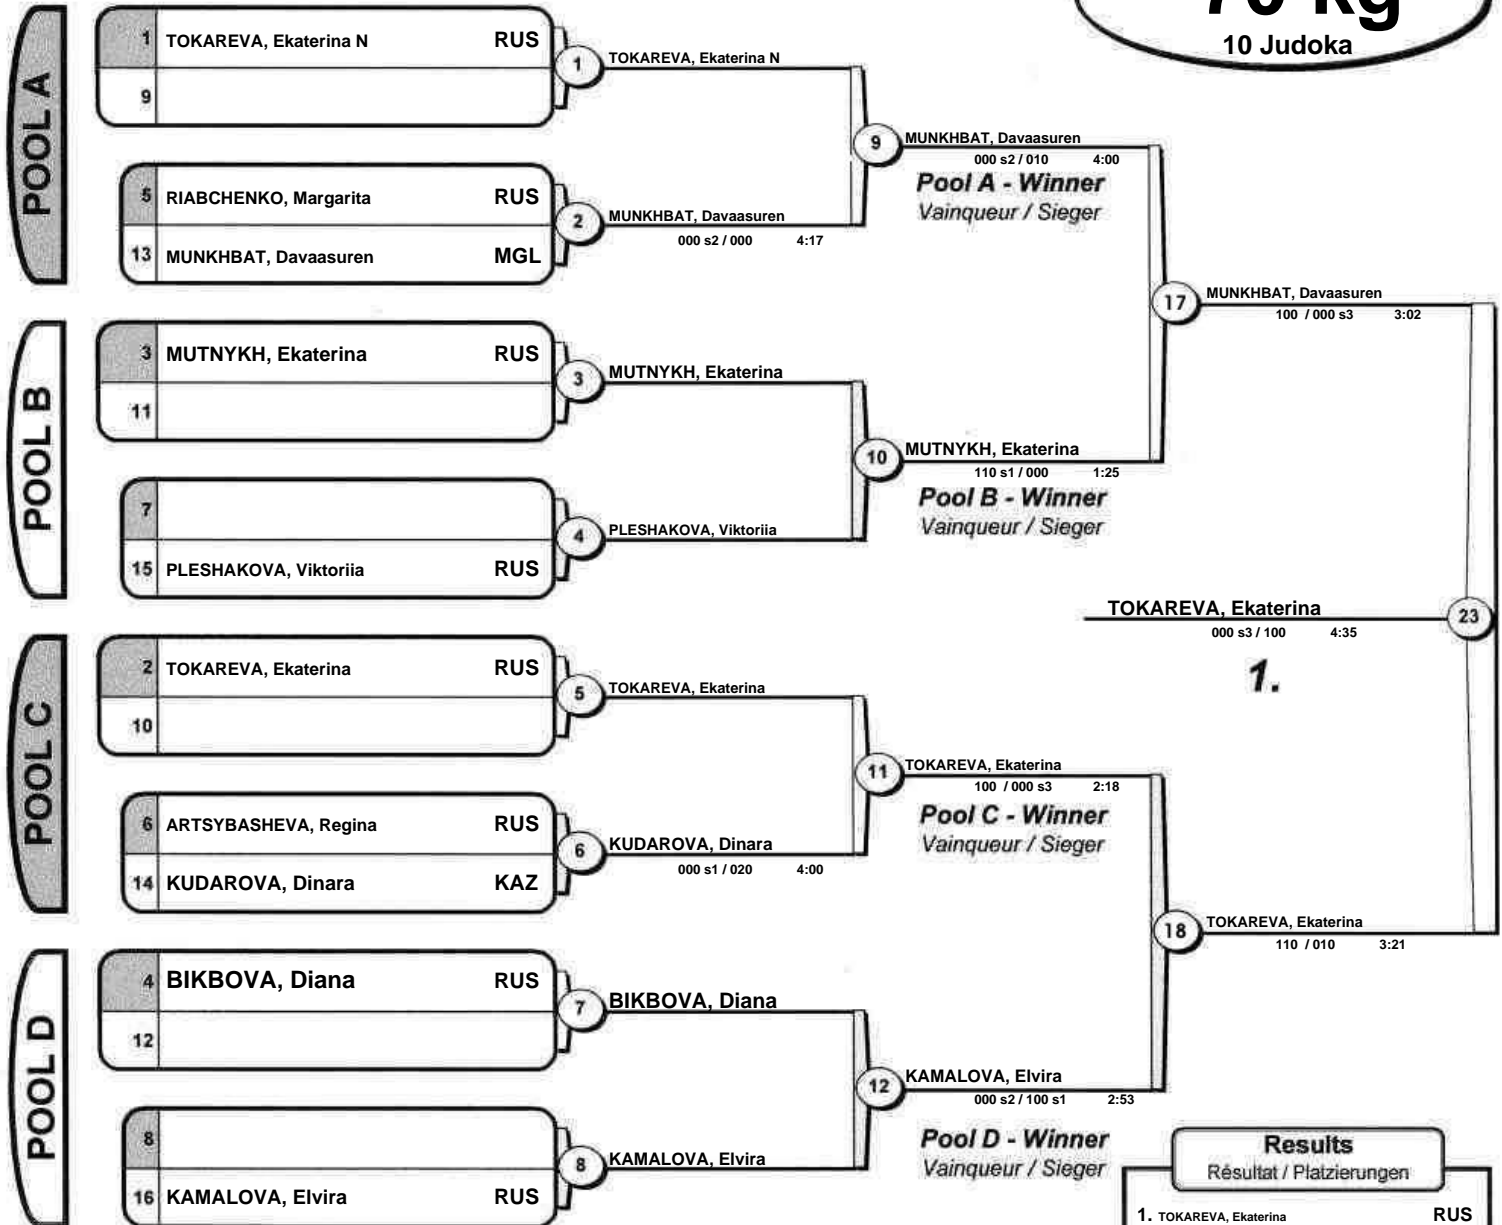 70 kg
10 Judoka
POOL A
1 TOKAREVA, Ekaterina N RUS
9
5 RIABCHENKO, Margarita RUS
13 MUNKHBAT, Davaasuren MGL
1
TOKAREVA, Ekaterina N
2
MUNKHBAT, Davaasuren
000 s2 / 000 4:17
9
MUNKHBAT, Davaasuren
000 s2 / 010 4:00
Pool A - Winner
Vainqueur / Sieger
POOL B
3 MUTNYKH, Ekaterina RUS
11
7
15 PLESHAKOVA, Viktoriia RUS
3
MUTNYKH, Ekaterina
4
PLESHAKOVA, Viktoriia
10
MUTNYKH, Ekaterina
110 s1 / 000 1:25
Pool B - Winner
Vainqueur / Sieger
17
MUNKHBAT, Davaasuren
100 / 000 s3 3:02
TOKAREVA, Ekaterina
23
000 s3 / 100 4:35
1.
POOL C
2 TOKAREVA, Ekaterina RUS
10
6 ARTSYBASHEVA, Regina RUS
14 KUDAROVA, Dinara KAZ
5
TOKAREVA, Ekaterina
6
KUDAROVA, Dinara
000 s1 / 020 4:00
11
TOKAREVA, Ekaterina
100 / 000 s3 2:18
Pool C - Winner
Vainqueur / Sieger
POOL D
4 BIKBOVA, Diana RUS
12
8
16 KAMALOVA, Elvira RUS
7
BIKBOVA, Diana
8
KAMALOVA, Elvira
12
KAMALOVA, Elvira
000 s2 / 100 s1 2:53
Pool D - Winner
Vainqueur / Sieger
18
TOKAREVA, Ekaterina
110 / 010 3:21
Results
Résultat / Platzierungen
1. TOKAREVA, Ekaterina RUS